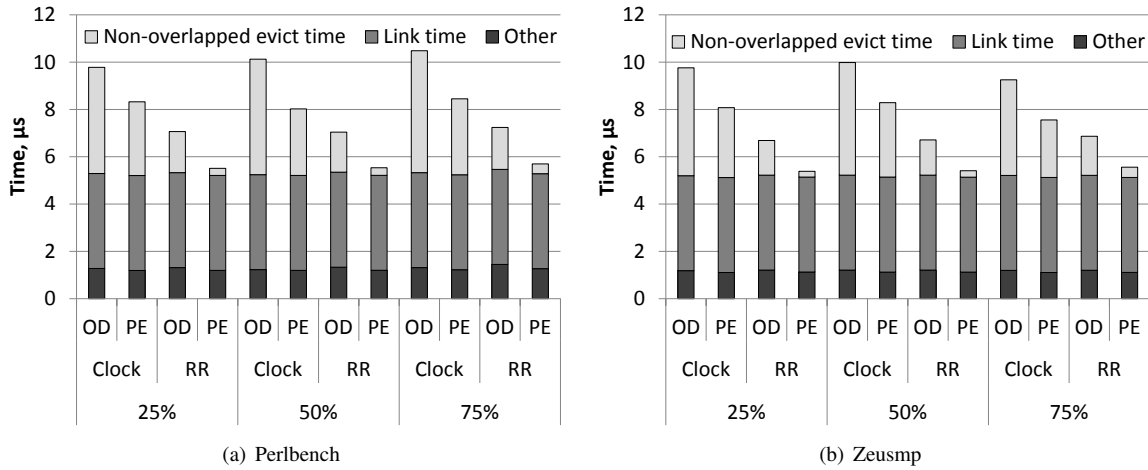 12
Non-overlapped evict time Link time Other
10
8
6
4
2
0
Time, µs
OD PE OD PE OD PE OD PE OD PE OD PE
Clock RR Clock RR Clock RR
25% 50% 75%
(a) Perlbench
12
Non-overlapped evict time Link time Other
10
8
6
4
2
0
Time, µs
OD PE OD PE OD PE OD PE OD PE OD PE
Clock RR Clock RR Clock RR
25% 50% 75%
(b) Zeusmp